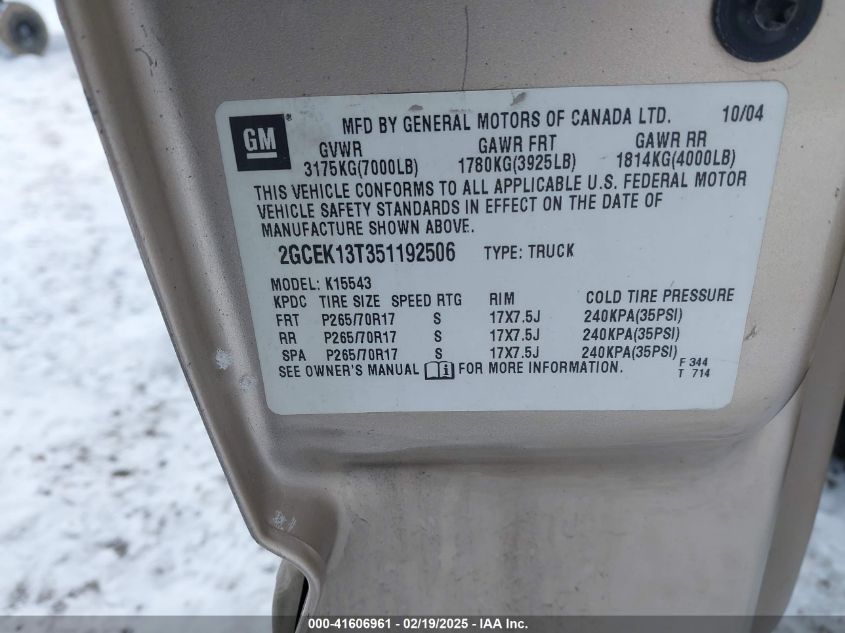 GM ® MFD BY GENERAL MOTORS OF CANADA LTD. 10/04
GVWR GAWR FRT GAWR RR
3175KG(7000LB) 1780KG(3925LB) 1814KG(4000LB)
THIS VEHICLE CONFORMS TO ALL APPLICABLE U.S. FEDERAL MOTOR
VEHICLE SAFETY STANDARDS IN EFFECT ON THE DATE OF
MANUFACTURE SHOWN ABOVE.
2GCEK13T351192506 TYPE: TRUCK
MODEL: K15543
KPDC TIRE SIZE SPEED RTG RIM COLD TIRE PRESSURE
FRT P265/70R17 S 17X7.5J 240KPA(35PSI)
RR P265/70R17 S 17X7.5J 240KPA(35PSI)
SPA P265/70R17 S 17X7.5J 240KPA(35PSI)
SEE OWNER'S MANUAL FOR MORE INFORMATION.
F 344
T 714
000-41606961 - 02/19/2025 - IAA Inc.